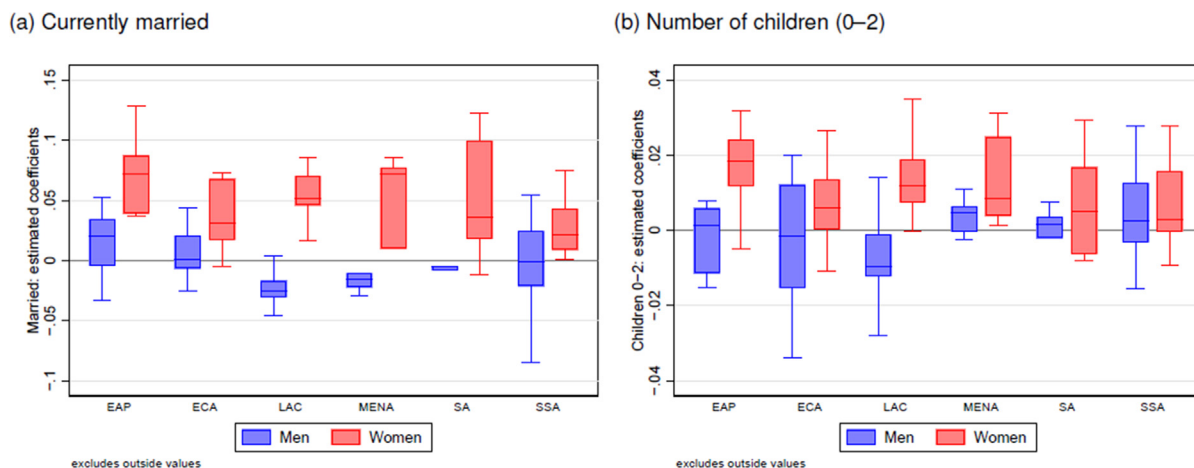 (a) Currently married
Married: estimated coefficients
.15
.1
.05
0
-.05
-.1
EAP ECA LAC MENA SA SSA
Men Women
excludes outside values
(b) Number of children (0–2)
Children 0–2: estimated coefficients
.04
.02
0
-.02
-.04
EAP ECA LAC MENA SA SSA
Men Women
excludes outside values